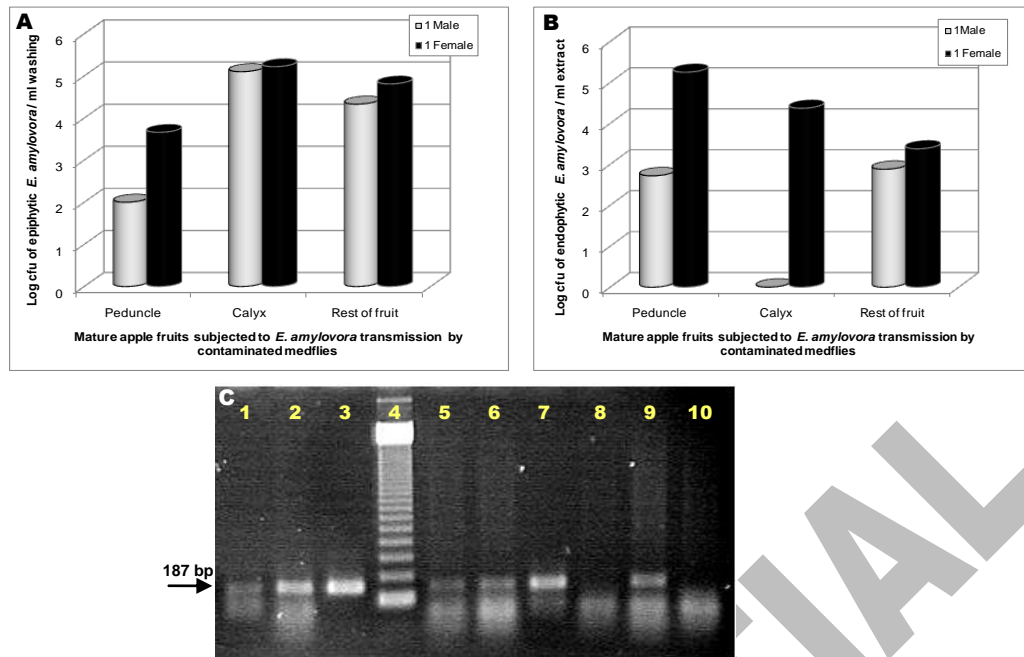 A
1 Male
1 Female
Log cfu of epiphytic E. amylovora/ ml washing
6
5
4
3
2
1
0
Peduncle
Calyx
Rest of fruit
Mature apple fruits subjected to E. amylovora transmission by
contaminated medflies
B
1Male
1 Female
Log cfu of endophytic E. amylovora / ml extract
6
5
4
3
2
1
0
Peduncle
Calyx
Rest of fruit
Mature apple fruits subjected to E. amylovora transmission by
contaminated medflies
C
1 2 3 4 5 6 7 8 9 10
187 bp
TIAL